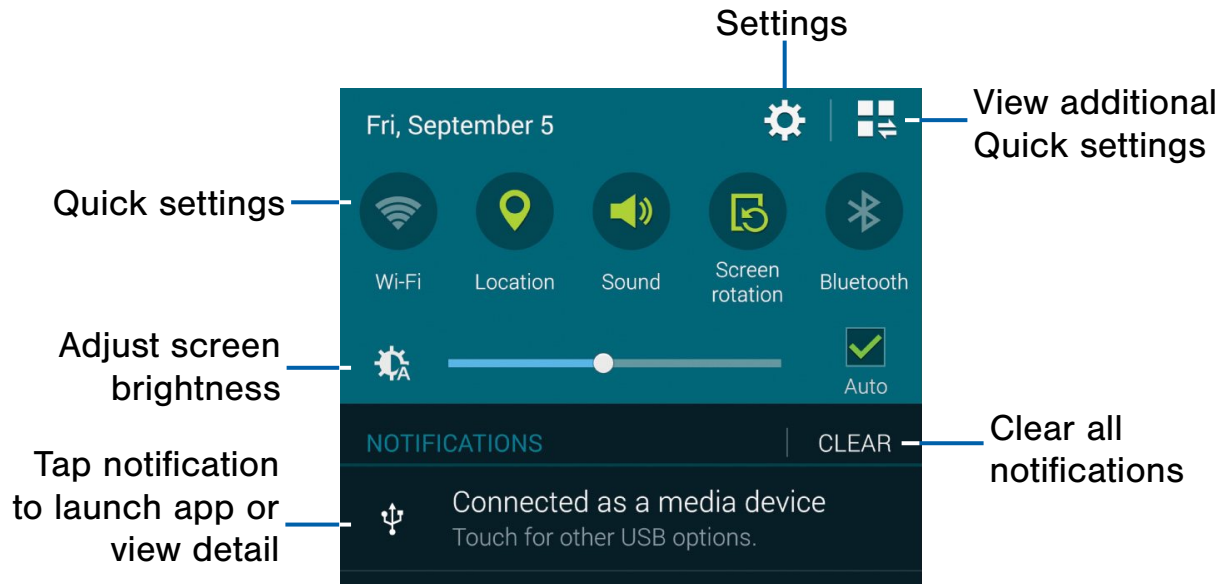 Settings
View additional
Quick settings
Fri, September 5
Quick settings
Wi-Fi
Location
Sound
Screen
rotation
Bluetooth
Adjust screen
brightness
A
Auto
NOTIFICATIONS
CLEAR
Clear all
notifications
Tap notification
to launch app or
view detail
Connected as a media device
Touch for other USB options.